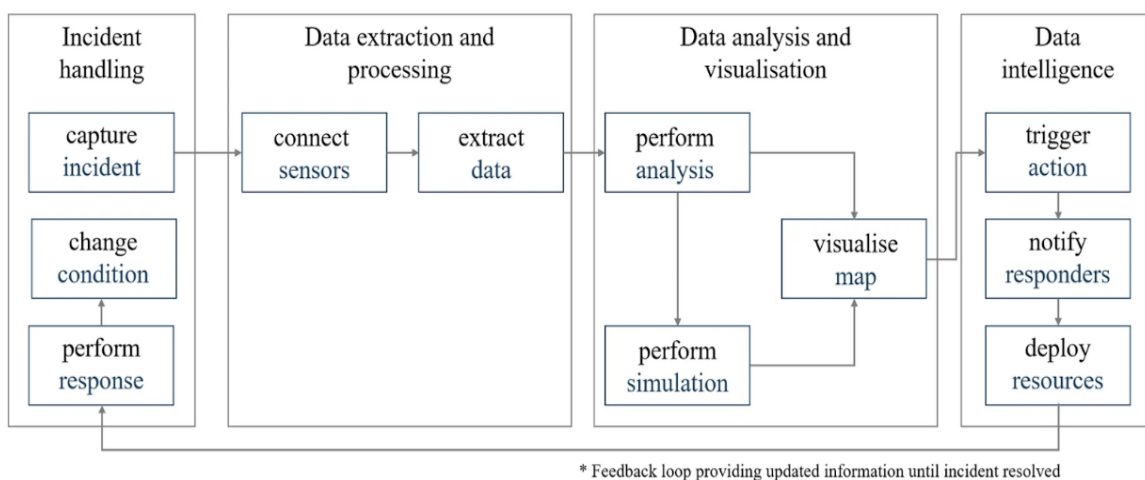 Incident
handling
capture
incident
change
condition
perform
response
Data extraction and
processing
connect
sensors
extract
data
Data analysis and
visualisation
perform
analysis
visualise
map
perform
simulation
Data
intelligence
trigger
action
notify
responders
deploy
resources
* Feedback loop providing updated information until incident resolved